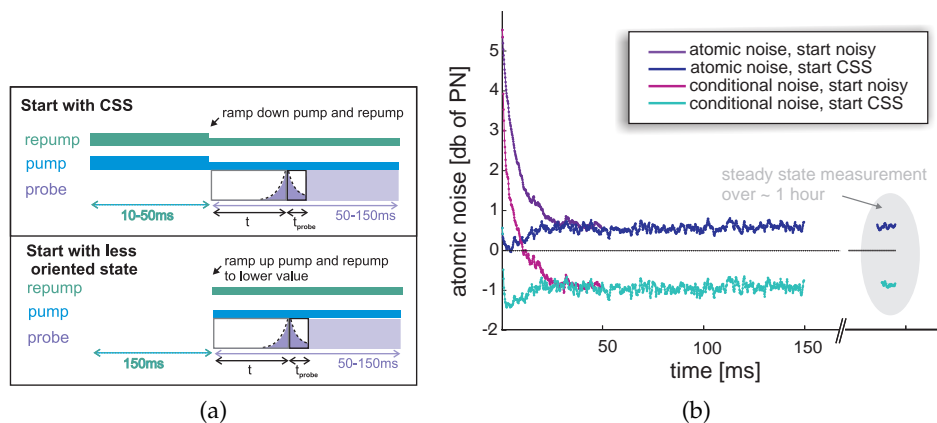 Start with CSS
ramp down pump and repump
repump
pump
probe
10-50ms
t
t_probe
50-150ms
Start with less
oriented state
ramp up pump and repump
to lower value
repump
pump
probe
150ms
t
t_probe
50-150ms
(a)
atomic noise [db of PN]
5
4
3
2
1
0
-1
-2
atomic noise, start noisy
atomic noise, start CSS
conditional noise, start noisy
conditional noise, start CSS
steady state measurement
over ~ 1 hour
50
100
150
time [ms]
(b)